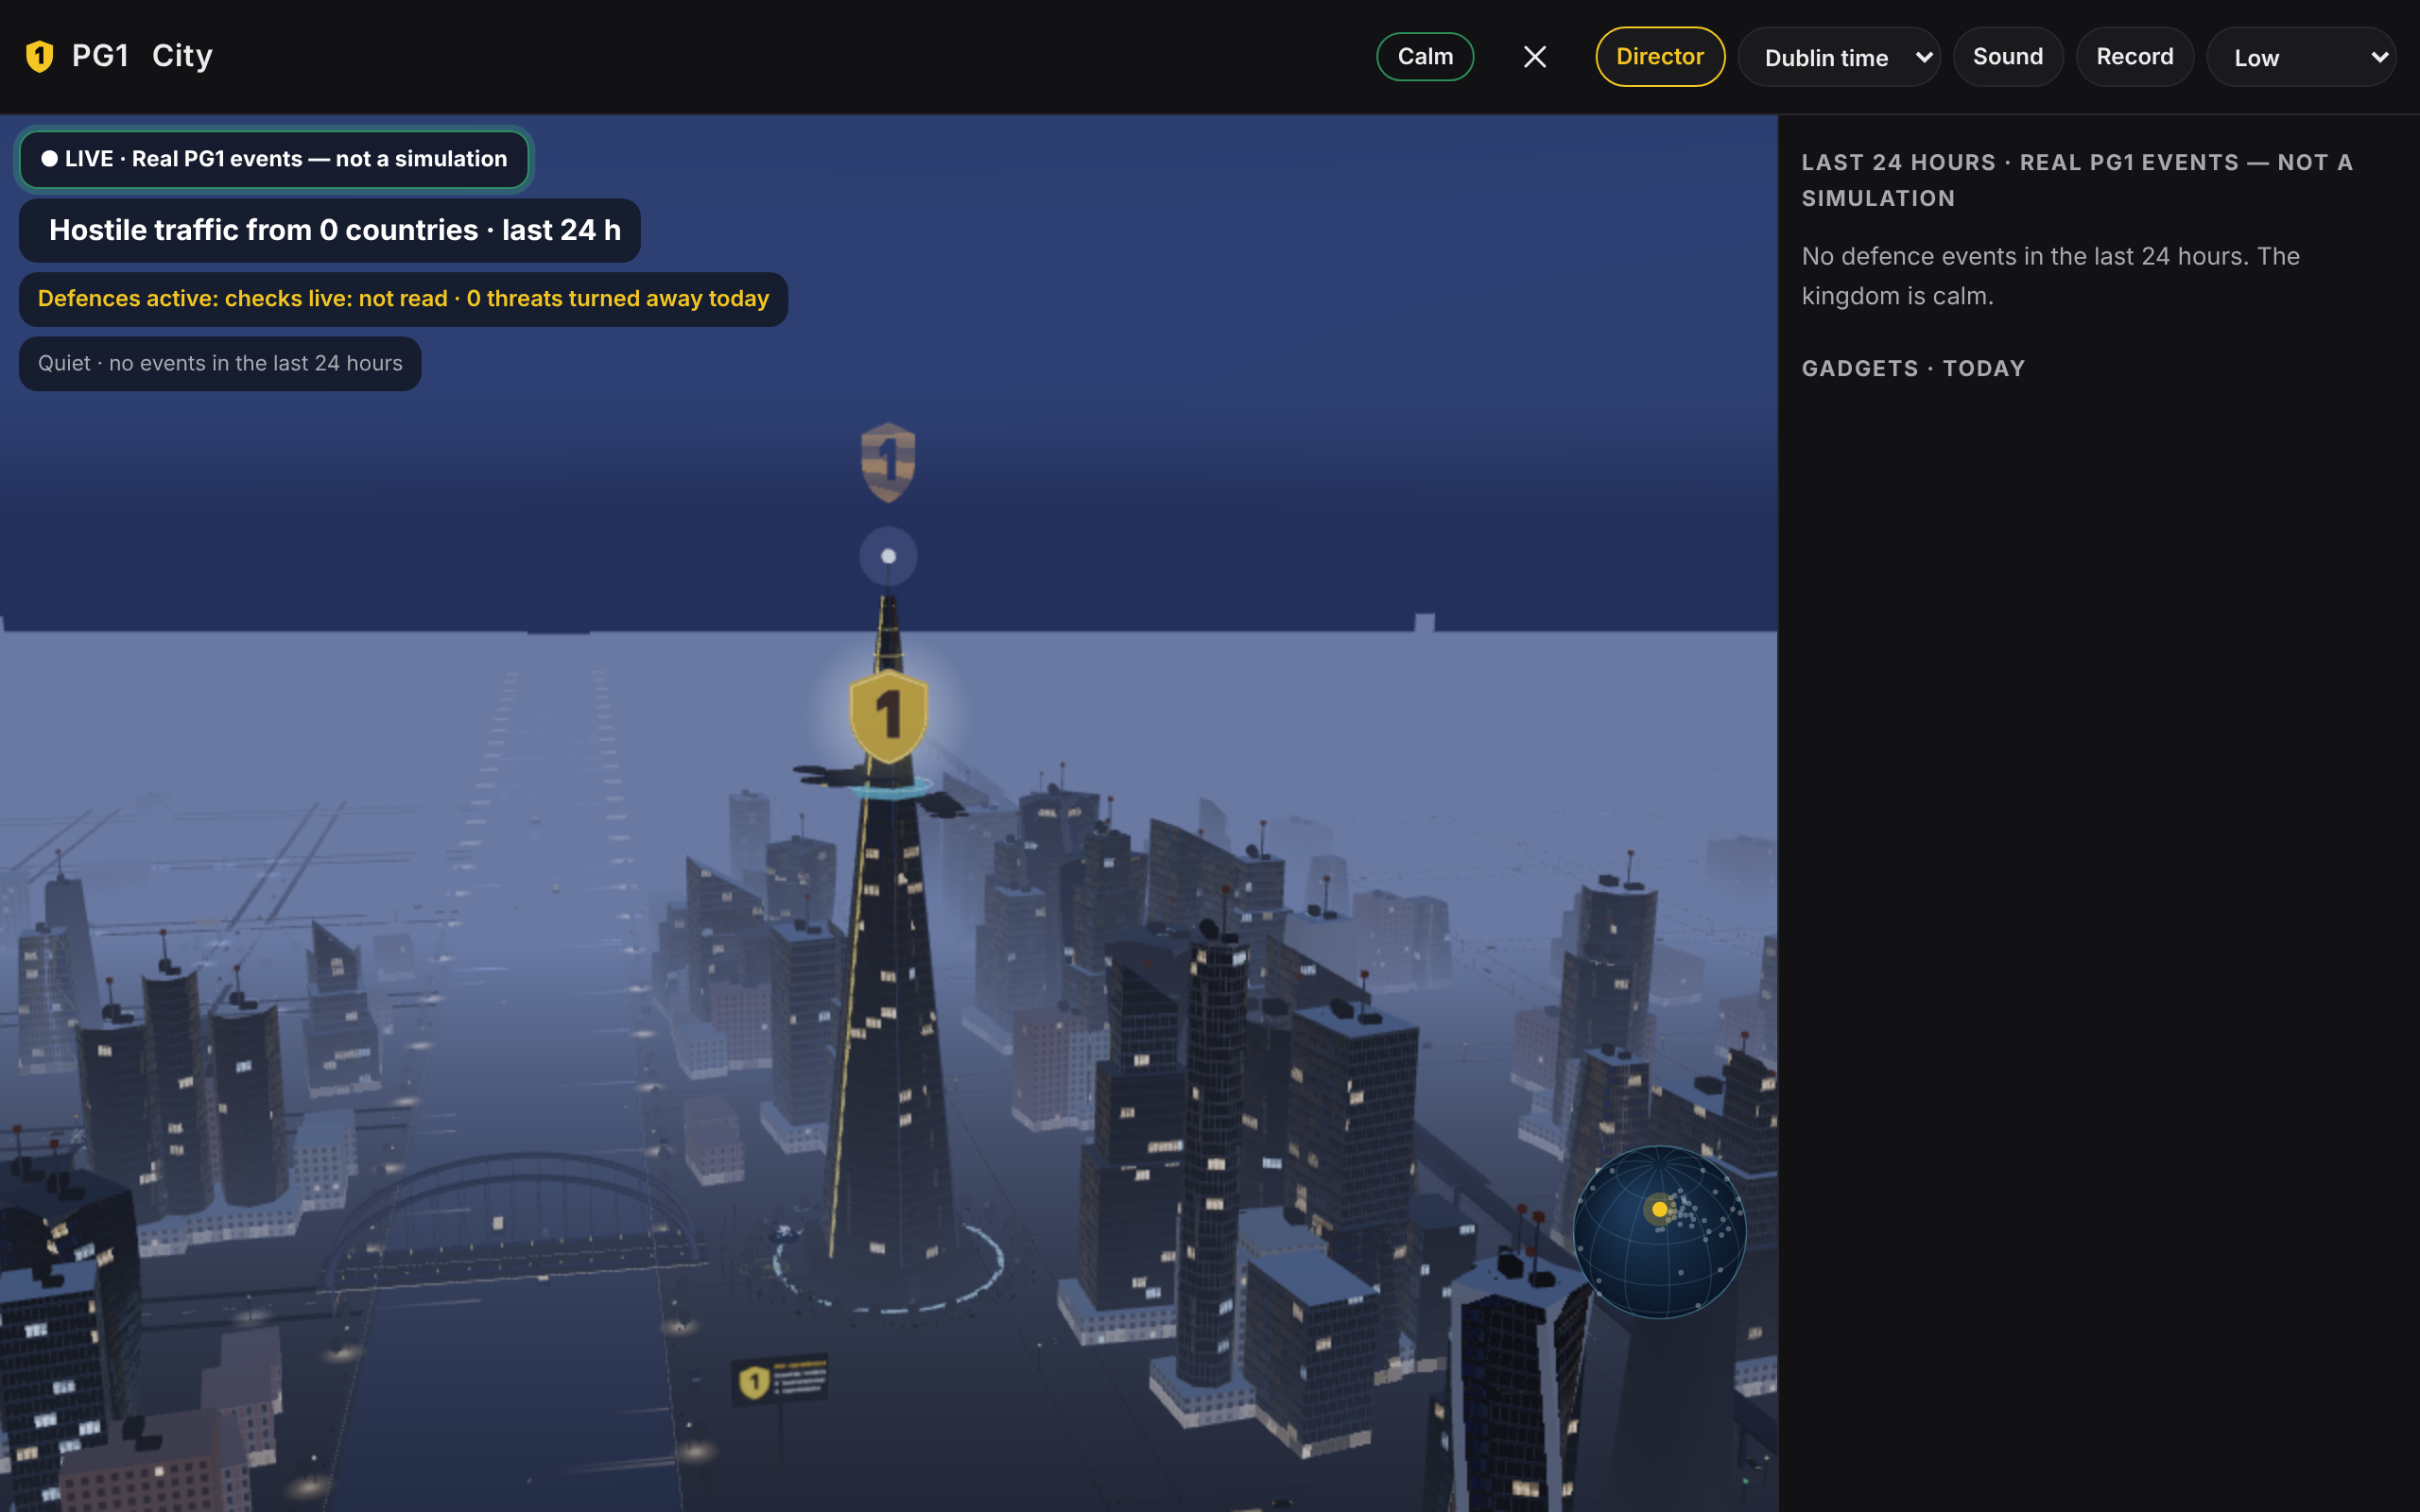 1 PG1 City
Calm
Director
Dublin time
Sound
Record
Low
LIVE · Real PG1 events — not a simulation
Hostile traffic from 0 countries · last 24 h
Defences active: checks live: not read · 0 threats turned away today
Quiet · no events in the last 24 hours
1
1
1
LAST 24 HOURS · REAL PG1 EVENTS — NOT A
SIMULATION
No defence events in the last 24 hours. The
kingdom is calm.
GADGETS · TODAY